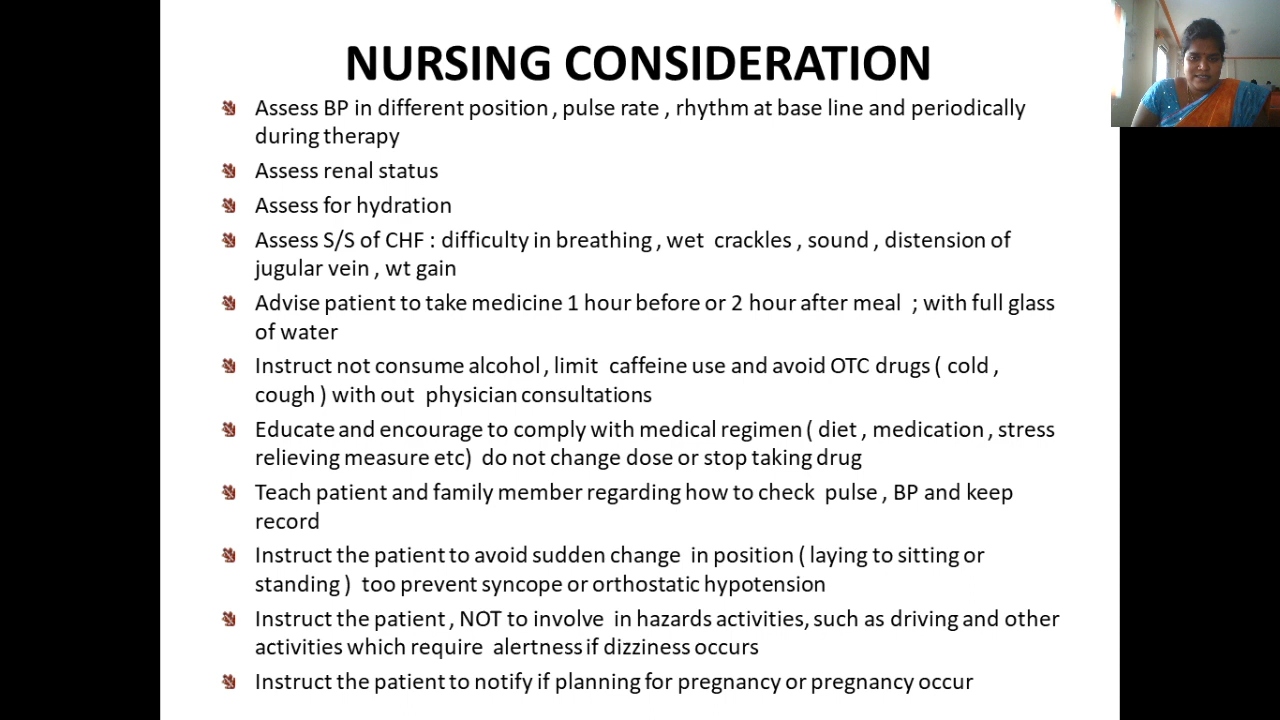 NURSING CONSIDERATION
Assess BP in different position , pulse rate , rhythm at base line and periodically
during therapy
Assess renal status
Assess for hydration
Assess S/S of CHF : difficulty in breathing , wet crackles , sound , distension of
jugular vein , wt gain
Advise patient to take medicine 1 hour before or 2 hour after meal ; with full glass
of water
Instruct not consume alcohol , limit caffeine use and avoid OTC drugs ( cold ,
cough ) with out physician consultations
Educate and encourage to comply with medical regimen ( diet , medication , stress
relieving measure etc) do not change dose or stop taking drug
Teach patient and family member regarding how to check pulse , BP and keep
record
Instruct the patient to avoid sudden change in position ( laying to sitting or
standing ) too prevent syncope or orthostatic hypotension
Instruct the patient , NOT to involve in hazards activities, such as driving and other
activities which require alertness if dizziness occurs
Instruct the patient to notify if planning for pregnancy or pregnancy occur